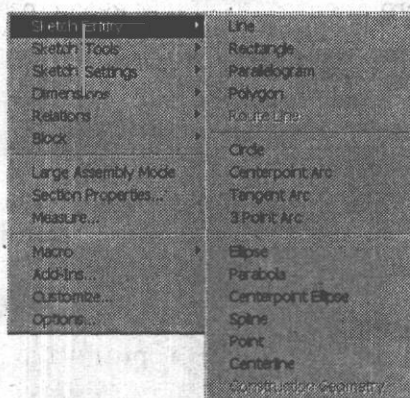 Sketch Entity
Sketch Tools
Sketch Settings
Dimensions
Relations
Block
Large Assembly Mode
Section Properties...
Measure...
Macro
Add-Ins...
Customize...
Options...
Line
Rectangle
Parallelogram
Polygon
Route Line
Circle
Centerpoint Arc
Tangent Arc
3 Point Arc
Ellipse
Parabola
Centerpoint Ellipse
Spline
Point
Centerline
Construction Geometry